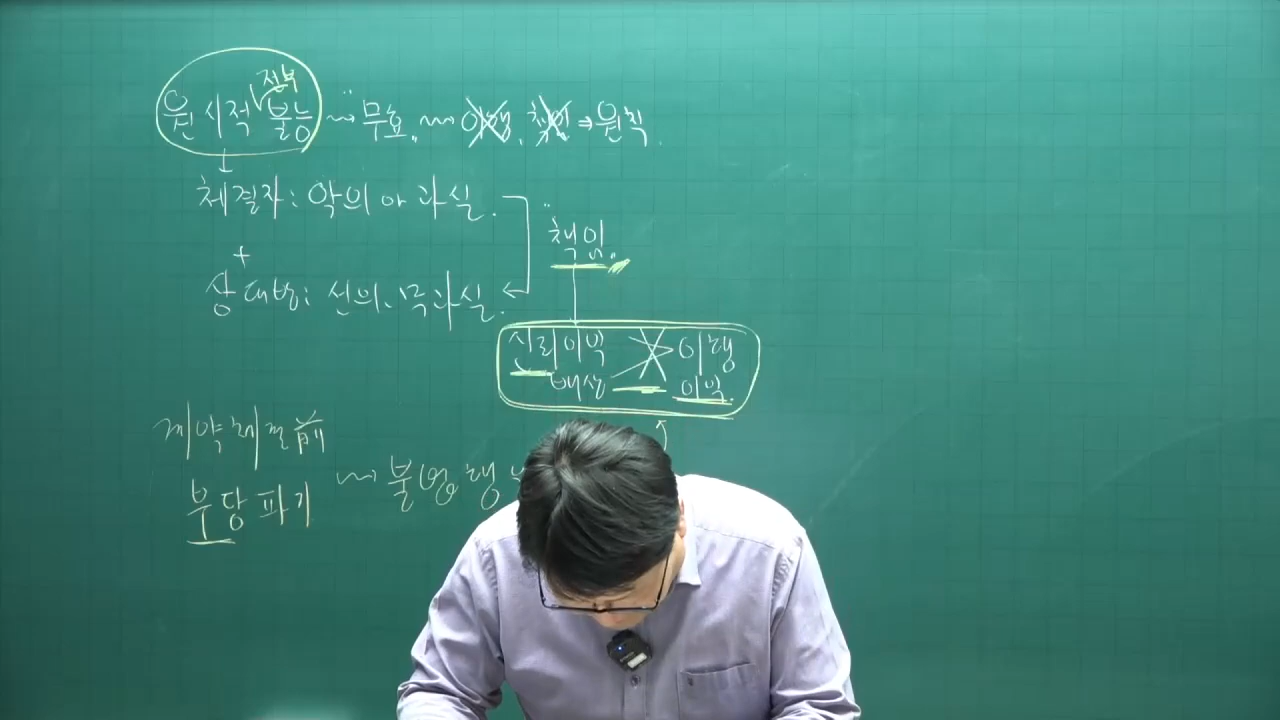 전부
원시적 불능 → "무효" → 이행, 책임 ⇒ 원칙.
↓
체결자: 악의 or 과실.
"책임"
+
상대방: 선의·무과실.
신뢰이익 이행
배상 이익.
계약체결前
부당파기 → 불법행